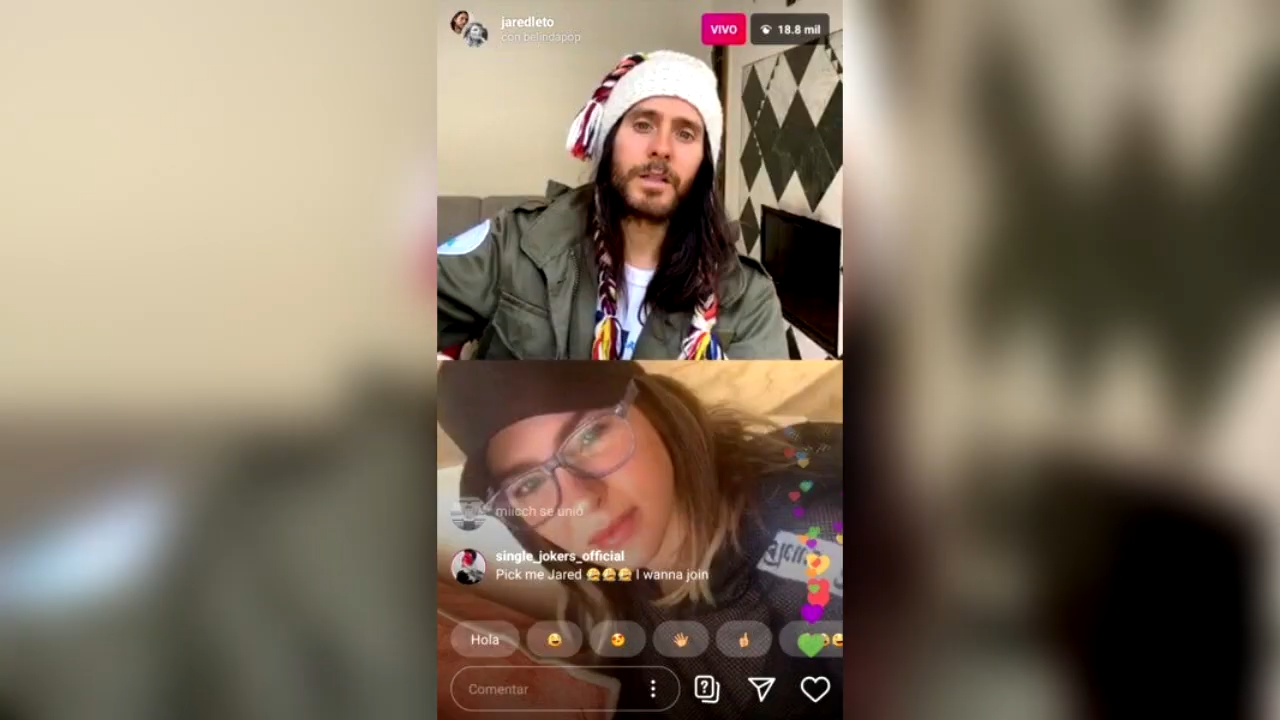 jaredleto
con belindapop
VIVO
18.8 mil
miicch se unió
single_jokers_official
Pick me Jared 🤣🤣🤣 I wanna join
Hola
Comentar